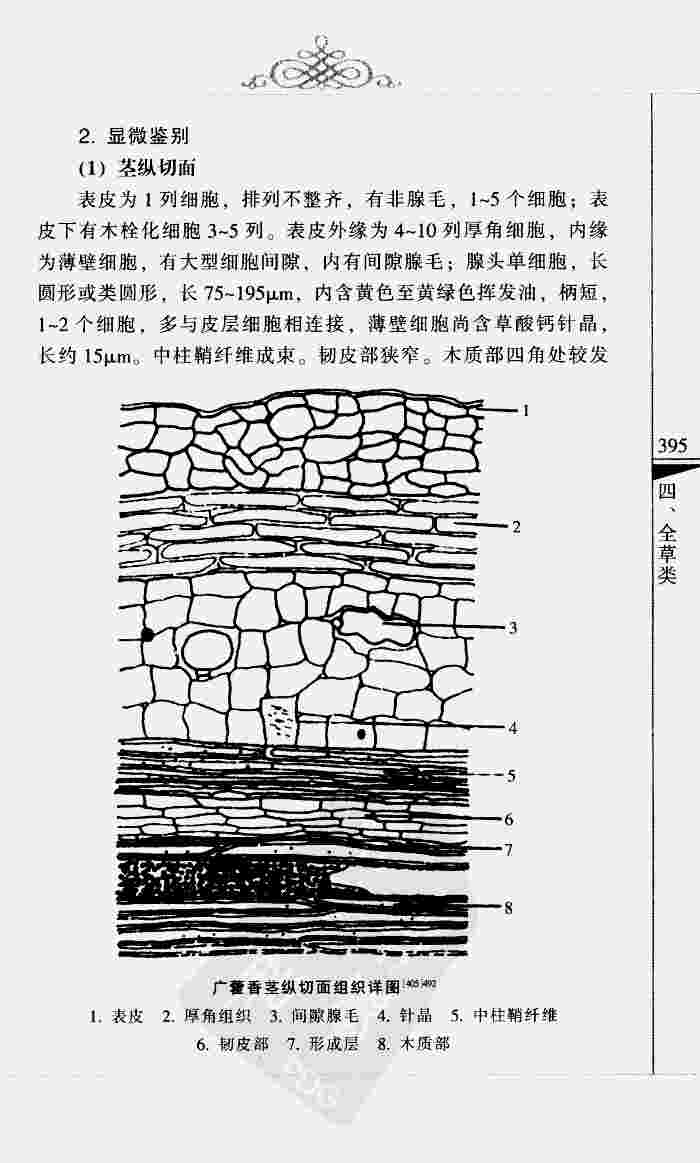 2. 显微鉴别
(1) 茎纵切面
表皮为 1 列细胞，排列不整齐，有非腺毛，1~5 个细胞；表
皮下有木栓化细胞 3~5 列。表皮外缘为 4~10 列厚角细胞，内缘
为薄壁细胞，有大型细胞间隙，内有间隙腺毛；腺头单细胞，长
圆形或类圆形，长 75~195μm，内含黄色至黄绿色挥发油，柄短，
1~2 个细胞，多与皮层细胞相连接，薄壁细胞尚含草酸钙针晶，
长约 15μm。中柱鞘纤维成束。韧皮部狭窄。木质部四角处较发
1
2
3
4
5
6
7
8
广藿香茎纵切面组织详图[405]492
1. 表皮 2. 厚角组织 3. 间隙腺毛 4. 针晶 5. 中柱鞘纤维
6. 韧皮部 7. 形成层 8. 木质部
395
四、全草类